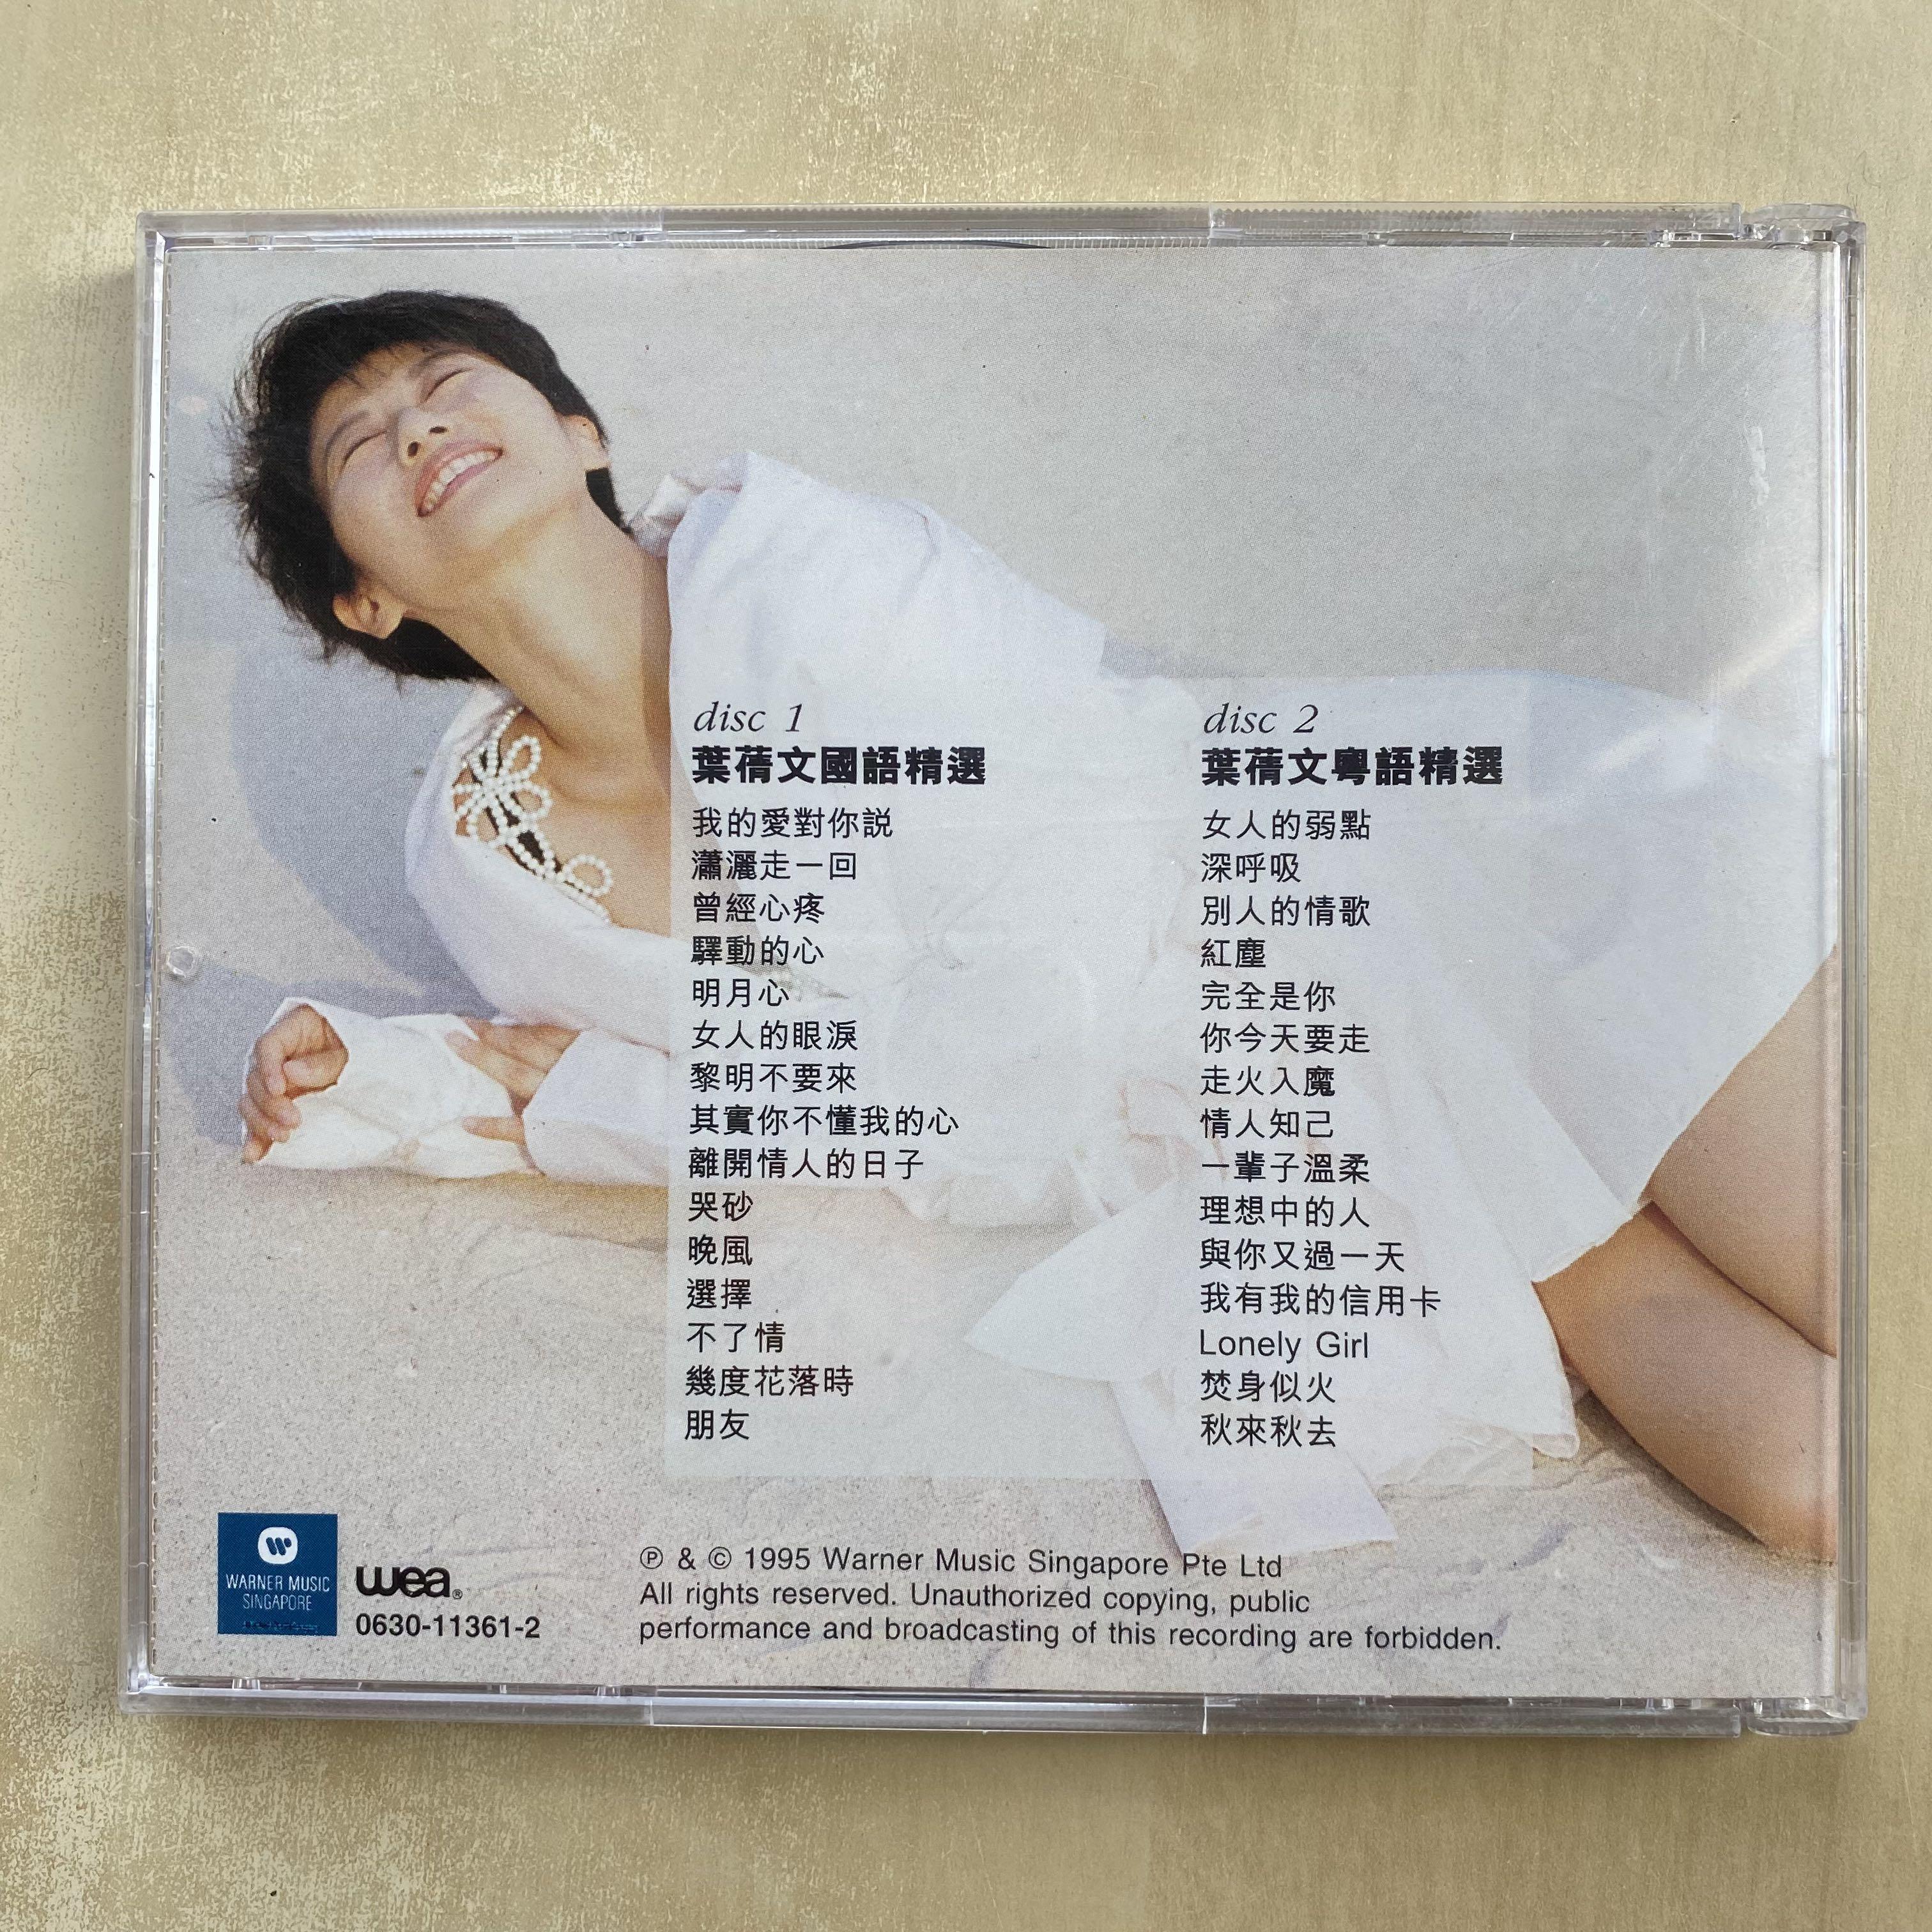 disc 1
葉蒨文國語精選
我的愛對你説
瀟灑走一回
曾經心疼
驛動的心
明月心
女人的眼淚
黎明不要來
其實你不懂我的心
離開情人的日子
哭砂
晚風
選擇
不了情
幾度花落時
朋友
disc 2
葉蒨文粵語精選
女人的弱點
深呼吸
別人的情歌
紅塵
完全是你
你今天要走
走火入魔
情人知己
一輩子溫柔
理想中的人
與你又過一天
我有我的信用卡
Lonely Girl
焚身似火
秋來秋去
WARNER MUSIC
SINGAPORE
wea®
0630-11361-2
℗ & © 1995 Warner Music Singapore Pte Ltd
All rights reserved. Unauthorized copying, public
performance and broadcasting of this recording are forbidden.